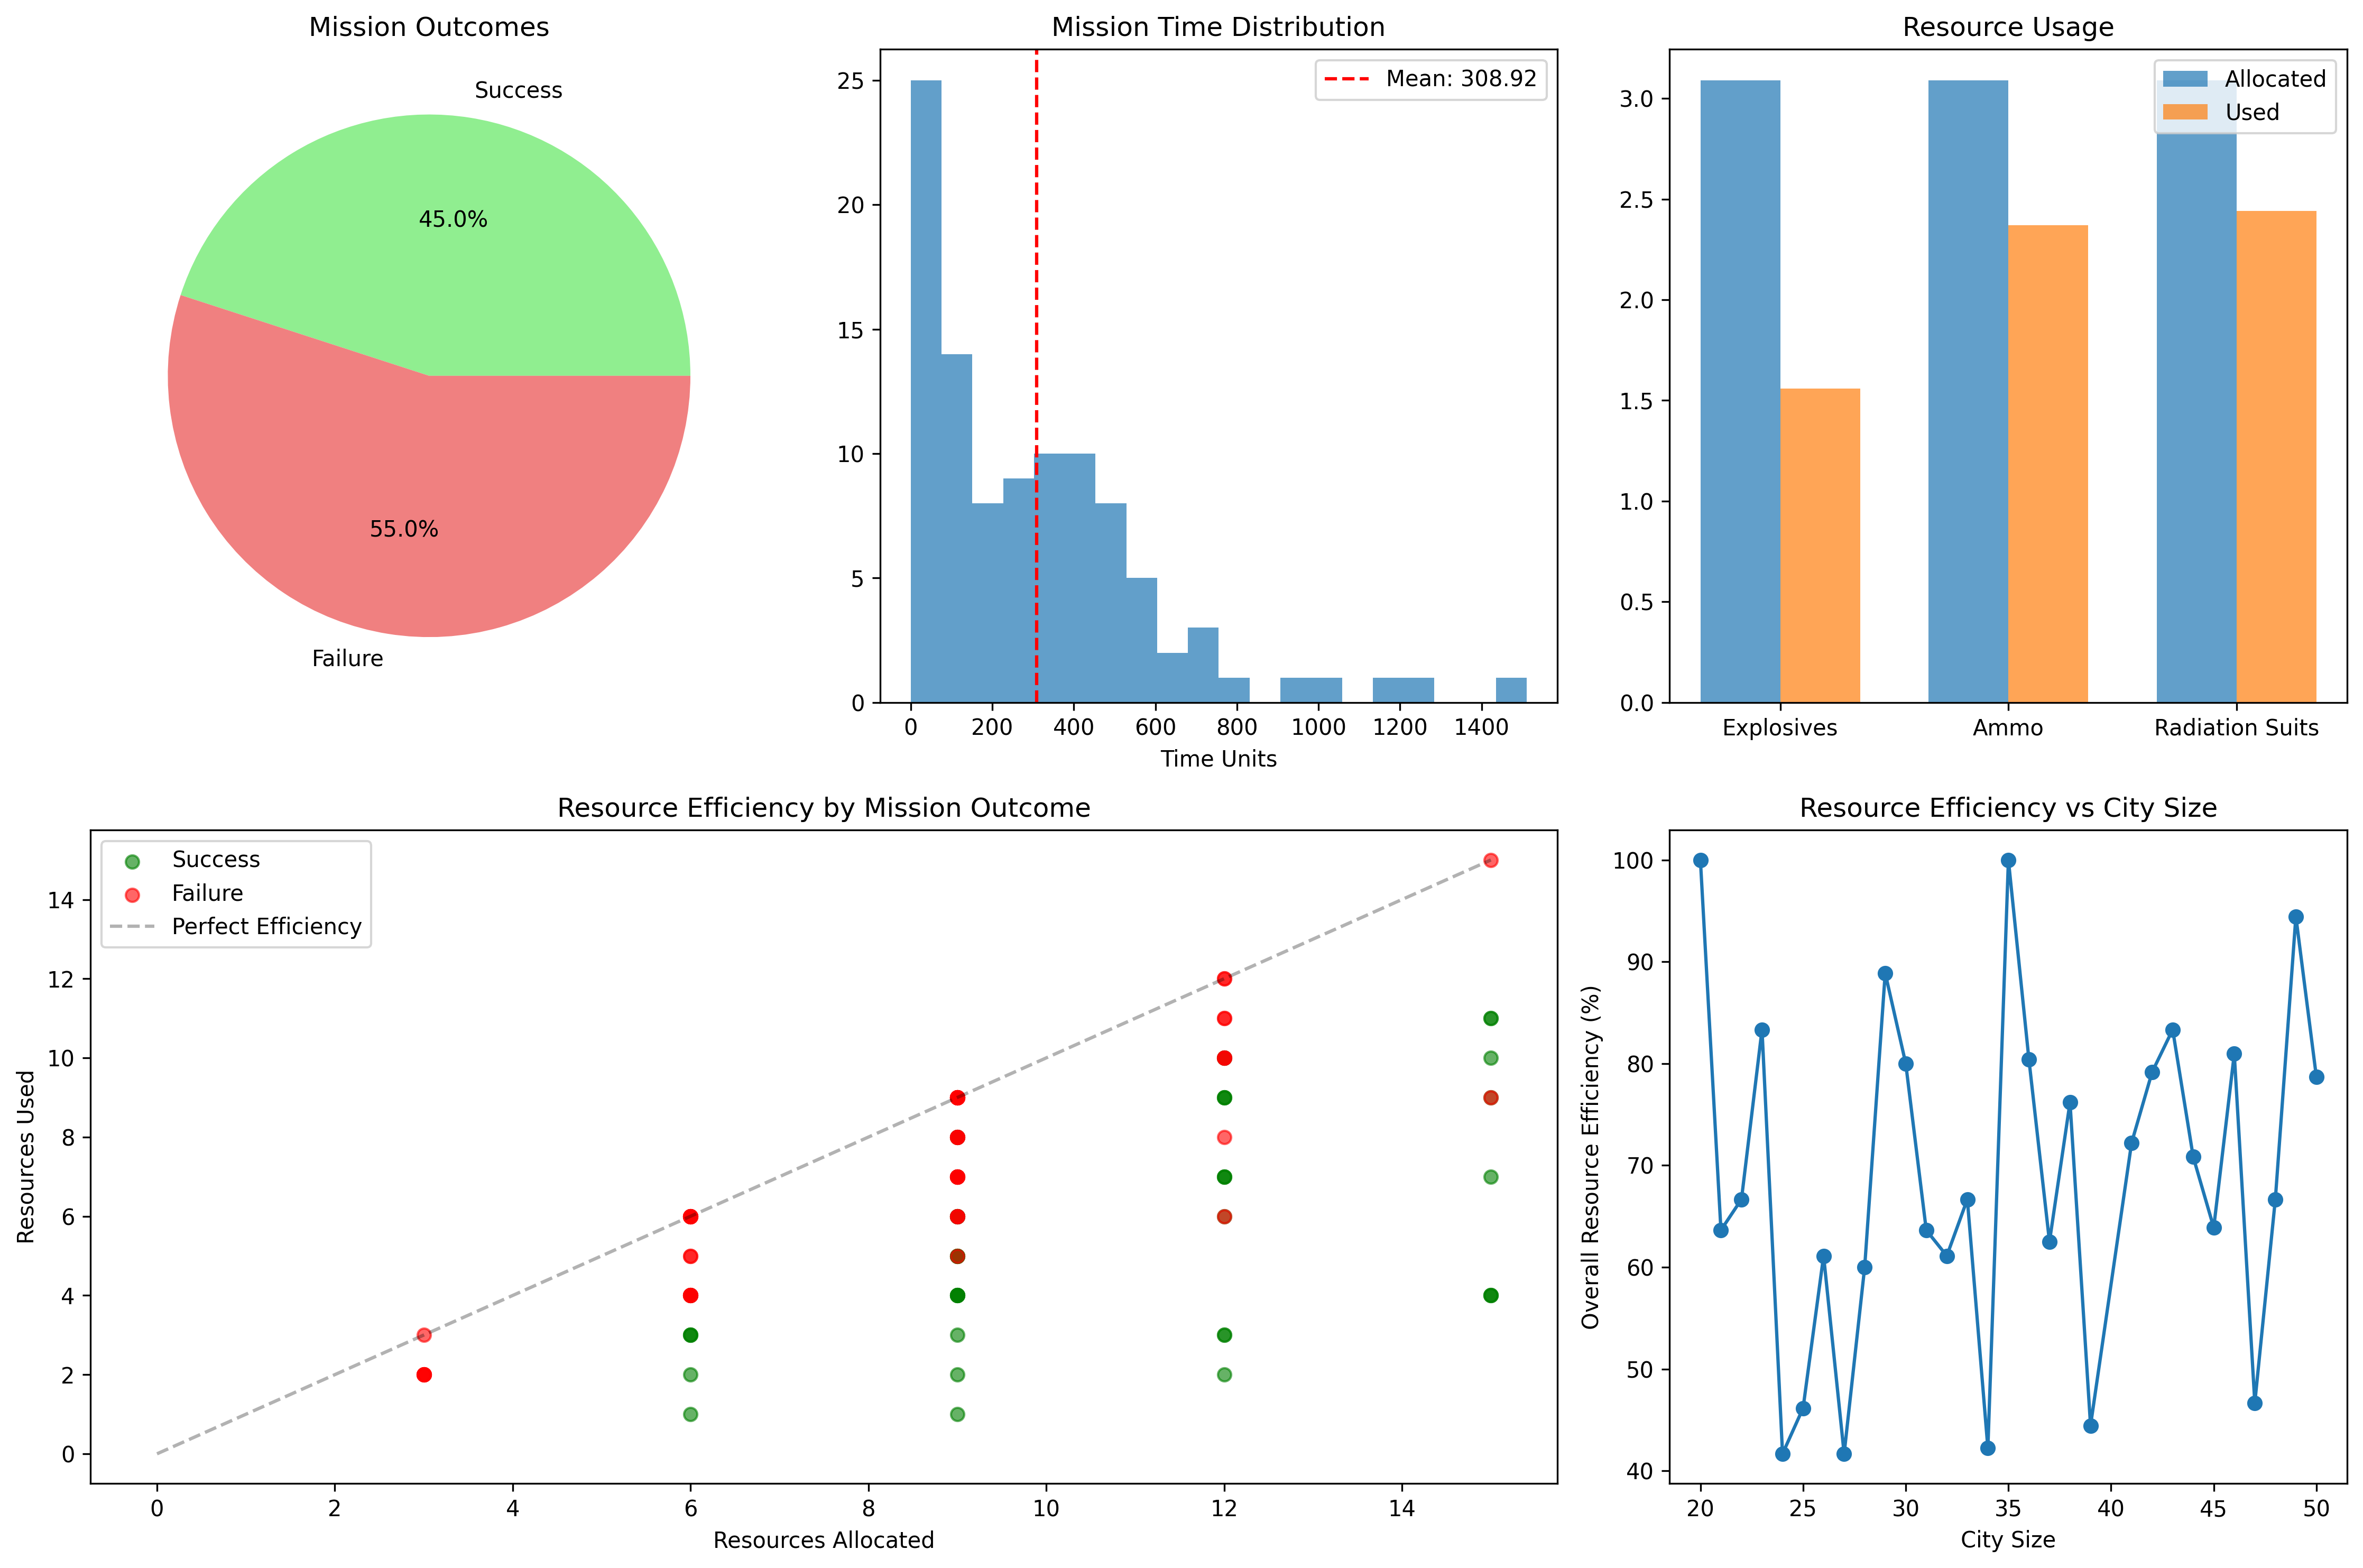 Mission Outcomes
Success
45.0%
55.0%
Failure
Mission Time Distribution
Mean: 308.92
25
20
15
10
5
0
0 200 400 600 800 1000 1200 1400
Time Units
Resource Usage
Allocated
Used
3.0
2.5
2.0
1.5
1.0
0.5
0.0
Explosives Ammo Radiation Suits
Resource Efficiency by Mission Outcome
Success
Failure
Perfect Efficiency
Resources Used
14
12
10
8
6
4
2
0
0 2 4 6 8 10 12 14
Resources Allocated
Resource Efficiency vs City Size
Overall Resource Efficiency (%)
100
90
80
70
60
50
40
20 25 30 35 40 45 50
City Size